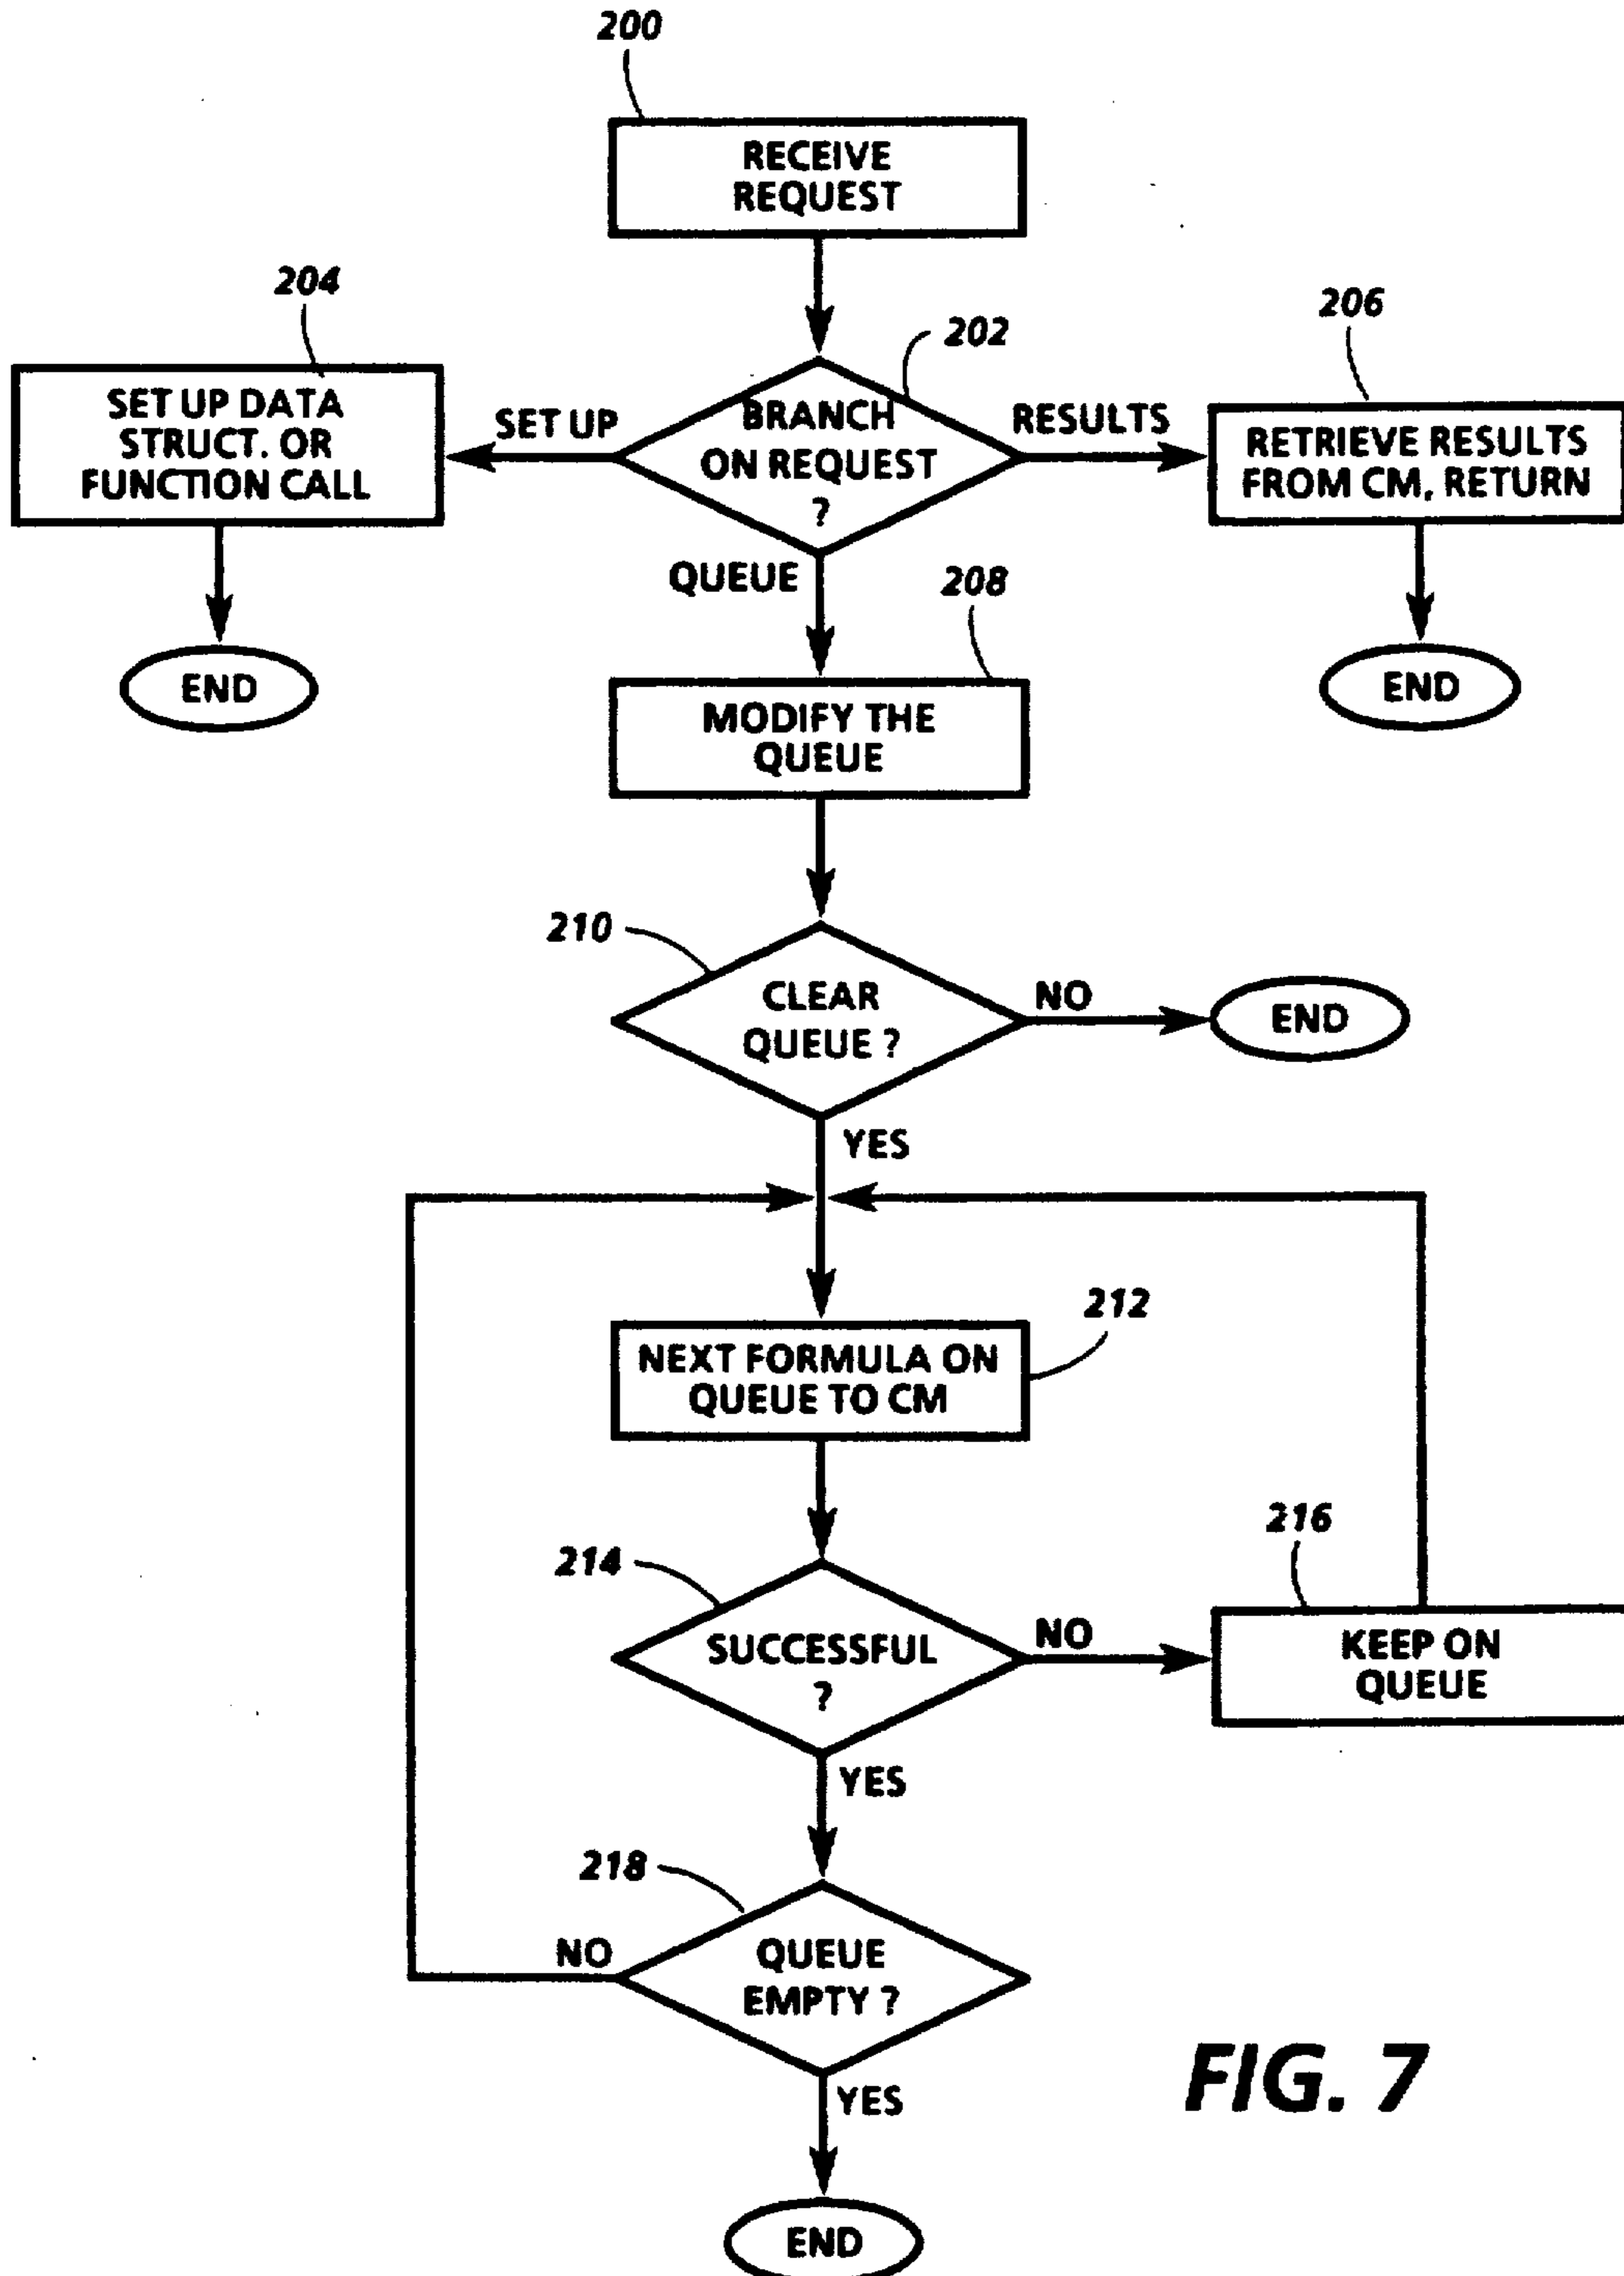 200
RECEIVE
REQUEST
204
206
202
SET UP DATA
STRUCT. OR
FUNCTION CALL
SET UP
BRANCH
ON REQUEST
?
RESULTS
RETRIEVE RESULTS
FROM CM, RETURN
QUEUE
208
END
END
MODIFY THE
QUEUE
210
CLEAR
QUEUE ?
NO
END
YES
212
NEXT FORMULA ON
QUEUE TO CM
216
214
SUCCESSFUL
?
NO
KEEP ON
QUEUE
YES
218
NO
QUEUE
EMPTY ?
FIG. 7
YES
END